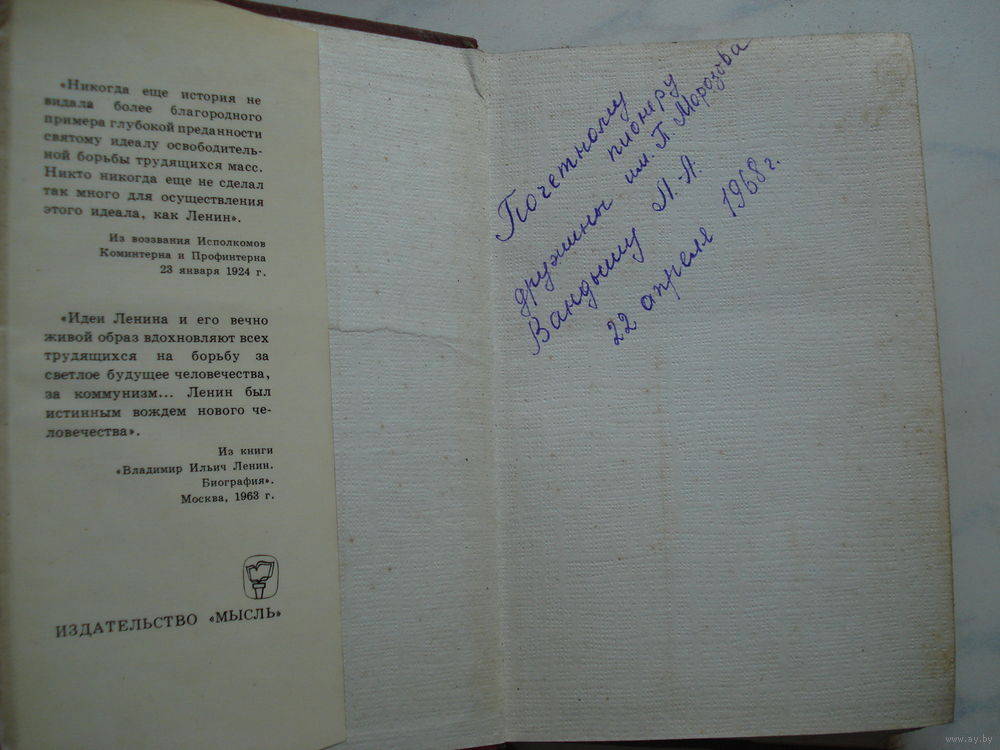 «Никогда еще история не
видала более благородного
примера глубокой преданности
святому идеалу освободитель-
ной борьбы трудящихся масс.
Никто никогда еще не сделал
так много для осуществления
этого идеала, как Ленин».
Из воззвания Исполкомов
Коминтерна и Профинтерна
23 января 1924 г.
«Идеи Ленина и его вечно
живой образ вдохновляют всех
трудящихся на борьбу за
светлое будущее человечества,
за коммунизм... Ленин был
истинным вождем нового че-
ловечества».
Из книги
«Владимир Ильич Ленин.
Биография».
Москва, 1963 г.
ИЗДАТЕЛЬСТВО «МЫСЛЬ»
Почетному
пионеру
дружины им. П. Морозова
Вандышу Л. А.
22 апреля 1968 г.
www.ay.by